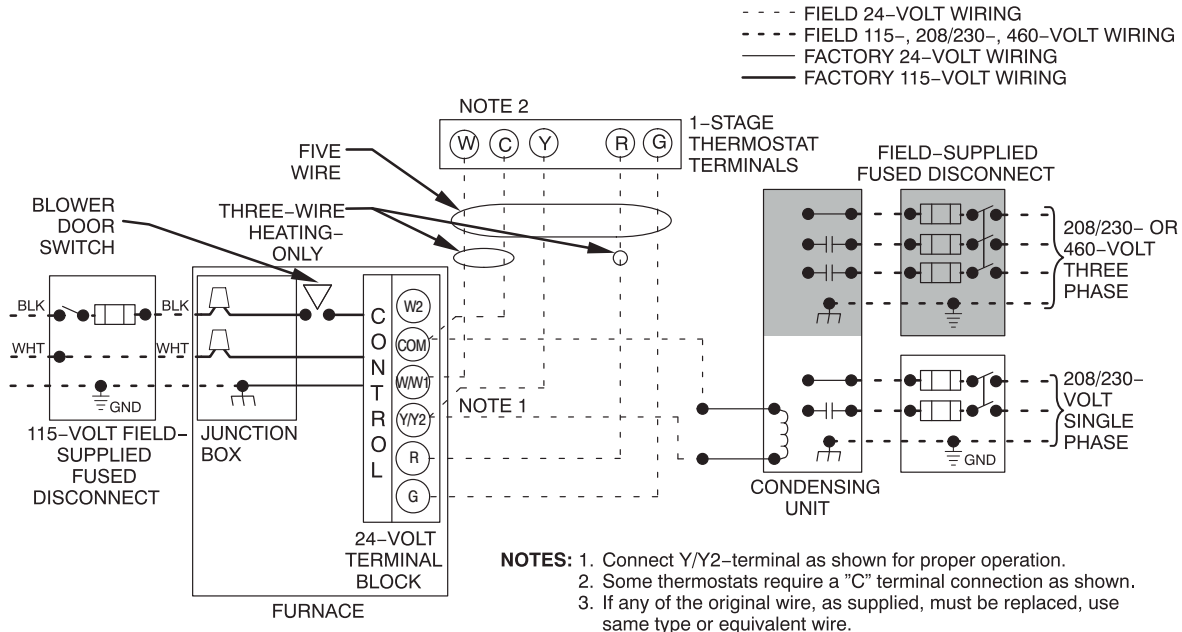 FIELD 24–VOLT WIRING
FIELD 115–, 208/230–, 460–VOLT WIRING
FACTORY 24–VOLT WIRING
FACTORY 115–VOLT WIRING
NOTE 2
W C Y R G
1–STAGE
THERMOSTAT
TERMINALS
FIVE
WIRE
THREE–WIRE
HEATING–
ONLY
BLOWER
DOOR
SWITCH
FIELD–SUPPLIED
FUSED DISCONNECT
208/230– OR
460–VOLT
THREE
PHASE
BLK
BLK
WHT
WHT
GND
115–VOLT FIELD–
SUPPLIED
FUSED
DISCONNECT
JUNCTION
BOX
CONTROL
W2
COM
W/W1
Y/Y2
R
G
NOTE 1
24–VOLT
TERMINAL
BLOCK
FURNACE
208/230–
VOLT
SINGLE
PHASE
GND
CONDENSING
UNIT
NOTES: 1. Connect Y/Y2–terminal as shown for proper operation.
2. Some thermostats require a ”C” terminal connection as shown.
3. If any of the original wire, as supplied, must be replaced, use
same type or equivalent wire.